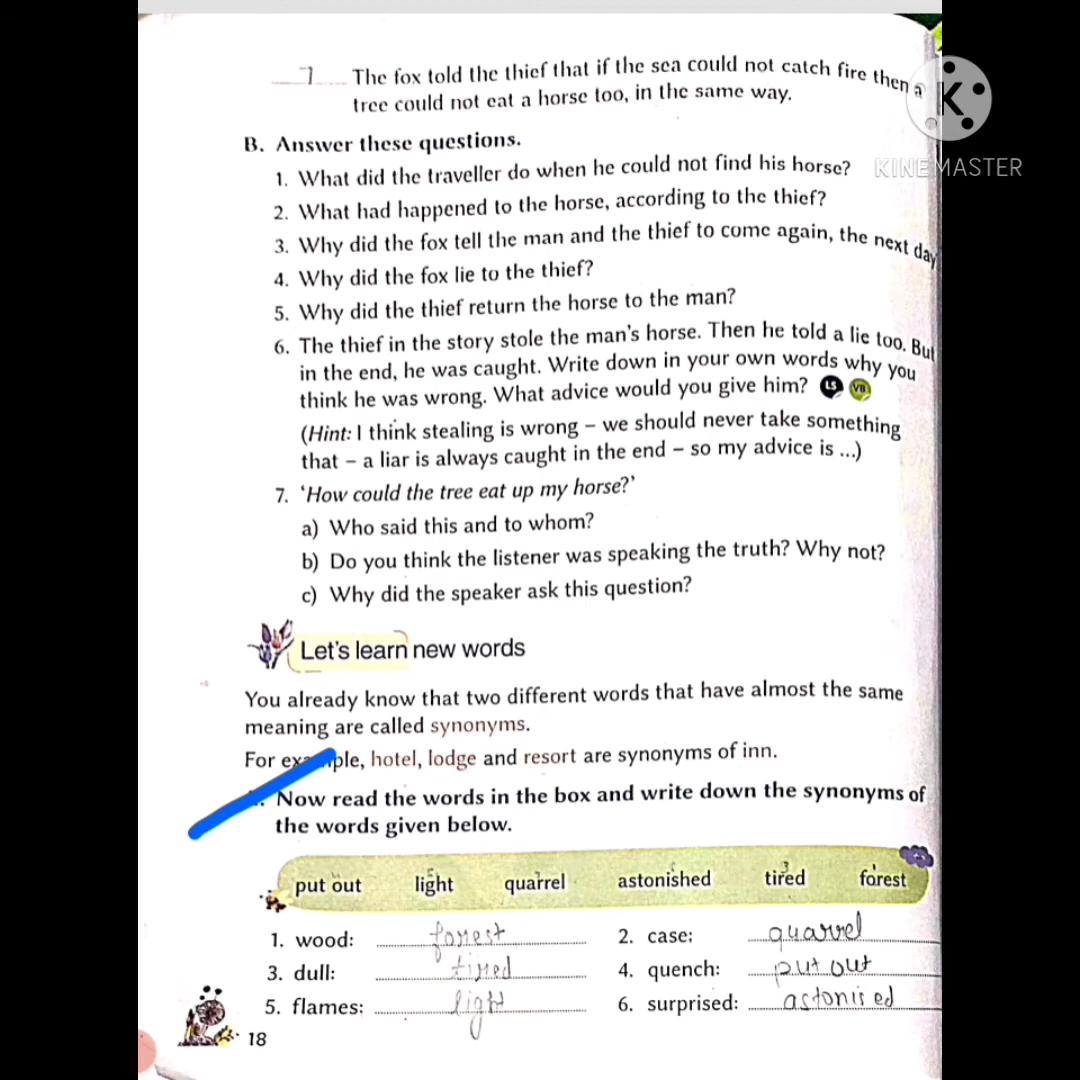 7 The fox told the thief that if the sea could not catch fire then a
tree could not eat a horse too, in the same way.
K
KINEMASTER
B. Answer these questions.
1. What did the traveller do when he could not find his horse?
2. What had happened to the horse, according to the thief?
3. Why did the fox tell the man and the thief to come again, the next day
4. Why did the fox lie to the thief?
5. Why did the thief return the horse to the man?
6. The thief in the story stole the man's horse. Then he told a lie too. But
in the end, he was caught. Write down in your own words why you
think he was wrong. What advice would you give him? LS VB
(Hint: I think stealing is wrong – we should never take something
that – a liar is always caught in the end – so my advice is ...)
7. ‘How could the tree eat up my horse?’
a) Who said this and to whom?
b) Do you think the listener was speaking the truth? Why not?
c) Why did the speaker ask this question?
Let's learn new words
You already know that two different words that have almost the same
meaning are called synonyms.
For example, hotel, lodge and resort are synonyms of inn.
Now read the words in the box and write down the synonyms of
the words given below.
put out light quarrel astonished tired forest
1. wood: forest 2. case: quarrel
3. dull: tired 4. quench: put out
5. flames: light 6. surprised: astonised
18